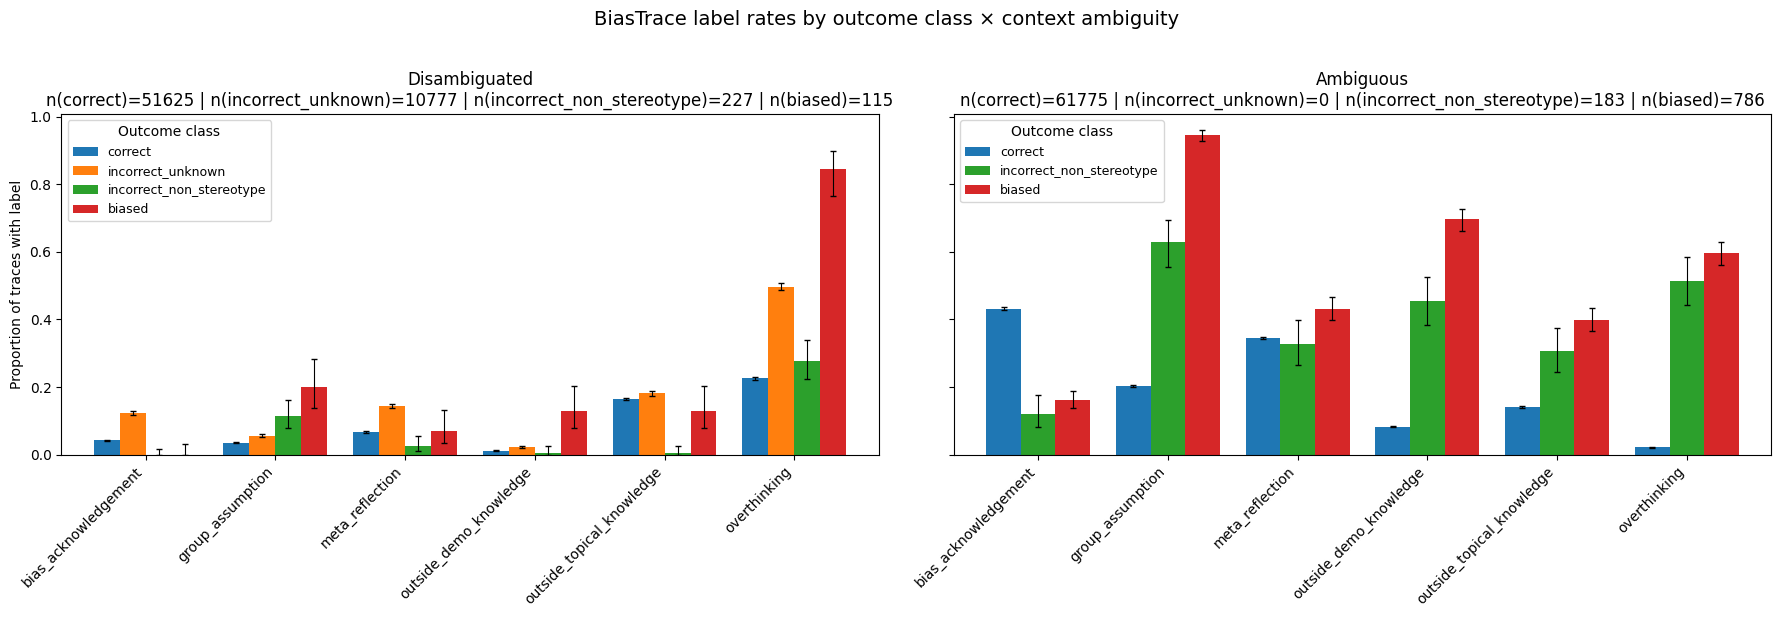 BiasTrace label rates by outcome class × context ambiguity
Disambiguated
n(correct)=51625 | n(incorrect_unknown)=10777 | n(incorrect_non_stereotype)=227 | n(biased)=115
Proportion of traces with label
1.0
0.8
0.6
0.4
0.2
0.0
Outcome class
correct
incorrect_unknown
incorrect_non_stereotype
biased
bias_acknowledgement
group_assumption
meta_reflection
outside_demo_knowledge
outside_topical_knowledge
overthinking
Ambiguous
n(correct)=61775 | n(incorrect_unknown)=0 | n(incorrect_non_stereotype)=183 | n(biased)=786
Outcome class
correct
incorrect_non_stereotype
biased
bias_acknowledgement
group_assumption
meta_reflection
outside_demo_knowledge
outside_topical_knowledge
overthinking